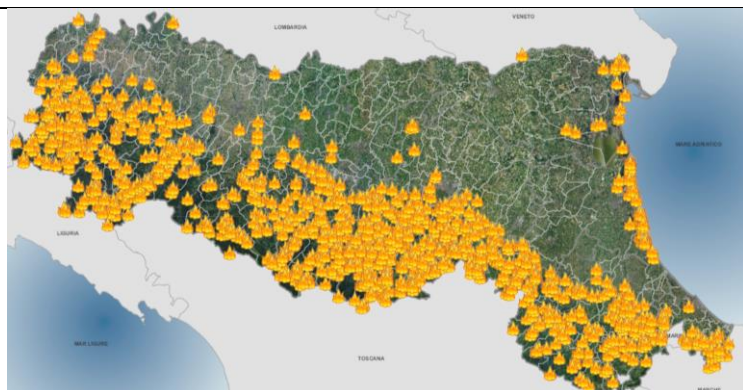 LOMBARDIA
VENETO
MARE ADRIATICO
LIGURIA
MAR LIGURE
TOSCANA
MARCHE